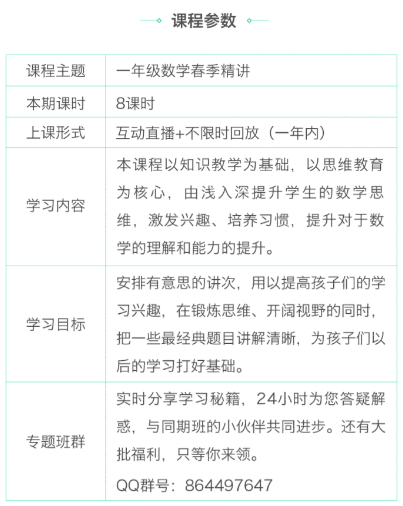 课程参数
课程主题 一年级数学春季精讲
本期课时 8课时
上课形式 互动直播+不限时回放（一年内）
学习内容
本课程以知识教学为基础，以思维教育
为核心，由浅入深提升学生的数学思
维，激发兴趣、培养习惯，提升对于数
学的理解和能力的提升。
学习目标
安排有意思的讲次，用以提高孩子们的学
习兴趣，在锻炼思维、开阔视野的同时，
把一些最经典题目讲解清晰，为孩子们以
后的学习打好基础。
专题班群
实时分享学习秘籍，24小时为您答疑解
惑，与同期班的小伙伴共同进步。还有大
批福利，只等你来领。
QQ群号：864497647